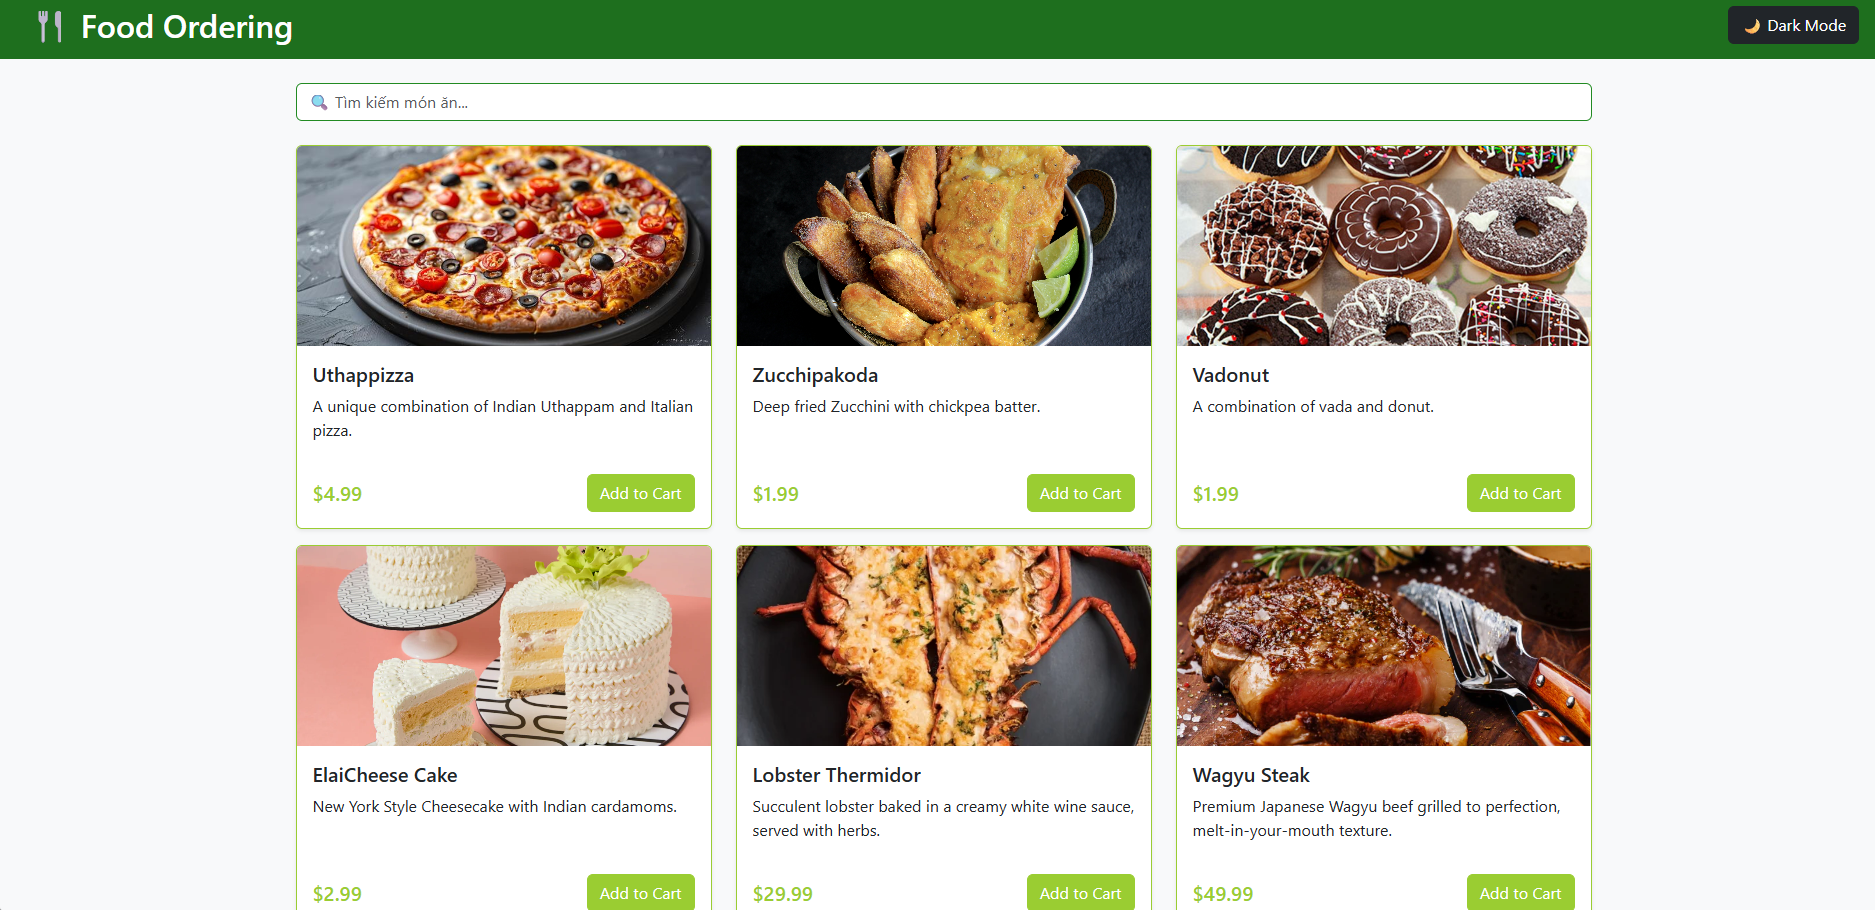 Food Ordering
Dark Mode
Tìm kiếm món ăn...
Uthappizza
A unique combination of Indian Uthappam and Italian
pizza.
$4.99
Add to Cart
Zucchipakoda
Deep fried Zucchini with chickpea batter.
$1.99
Add to Cart
Vadonut
A combination of vada and donut.
$1.99
Add to Cart
ElaiCheese Cake
New York Style Cheesecake with Indian cardamoms.
$2.99
Add to Cart
Lobster Thermidor
Succulent lobster baked in a creamy white wine sauce,
served with herbs.
$29.99
Add to Cart
Wagyu Steak
Premium Japanese Wagyu beef grilled to perfection,
melt-in-your-mouth texture.
$49.99
Add to Cart